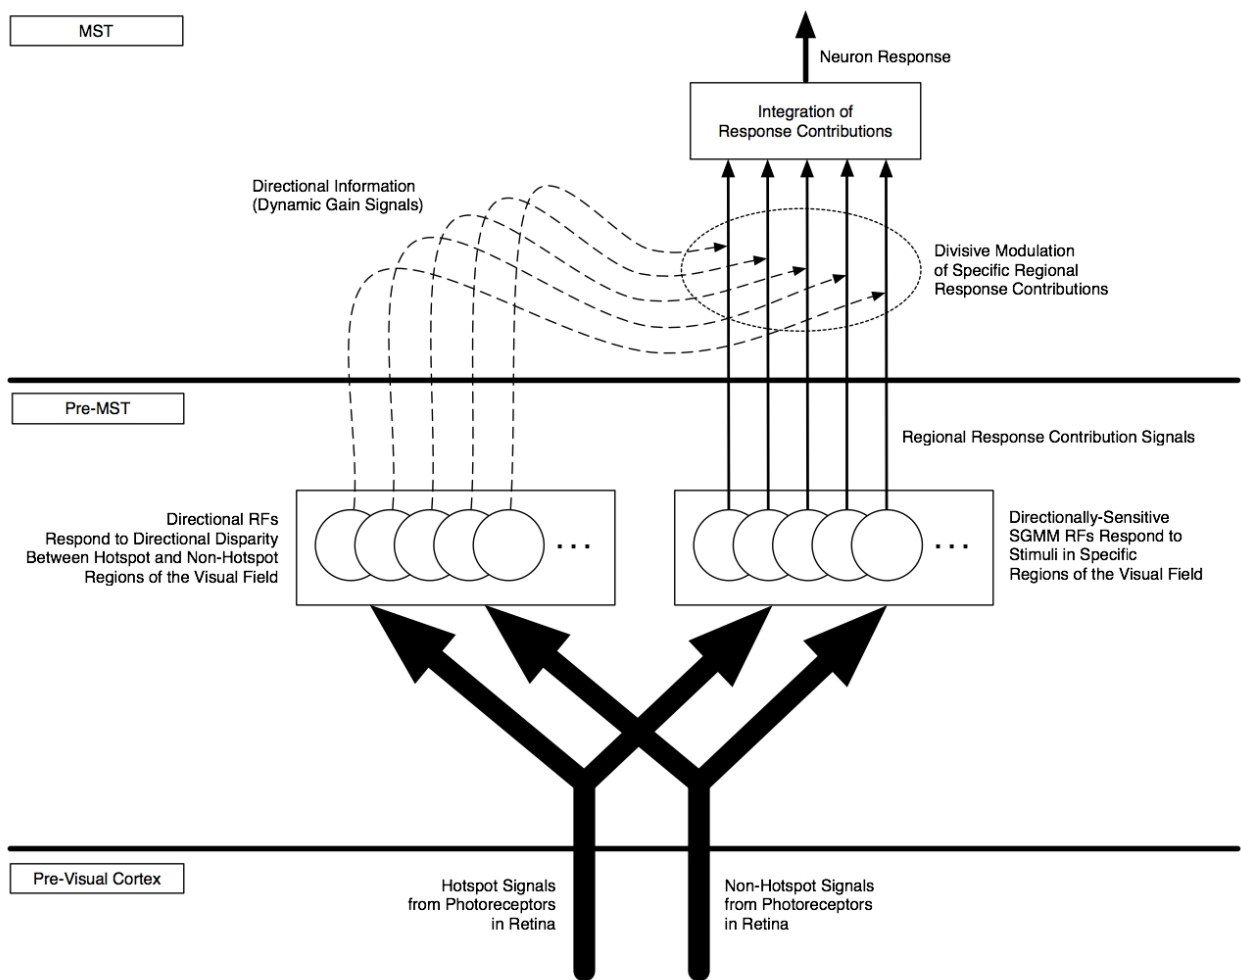 MST
Neuron Response
Integration of
Response Contributions
Directional Information
(Dynamic Gain Signals)
Divisive Modulation
of Specific Regional
Response Contributions
Pre-MST
Regional Response Contribution Signals
Directional RFs
Respond to Directional Disparity
Between Hotspot and Non-Hotspot
Regions of the Visual Field
...
...
Directionally-Sensitive
SGMM RFs Respond to
Stimuli in Specific
Regions of the Visual Field
Pre-Visual Cortex
Hotspot Signals
from Photoreceptors
in Retina
Non-Hotspot Signals
from Photoreceptors
in Retina